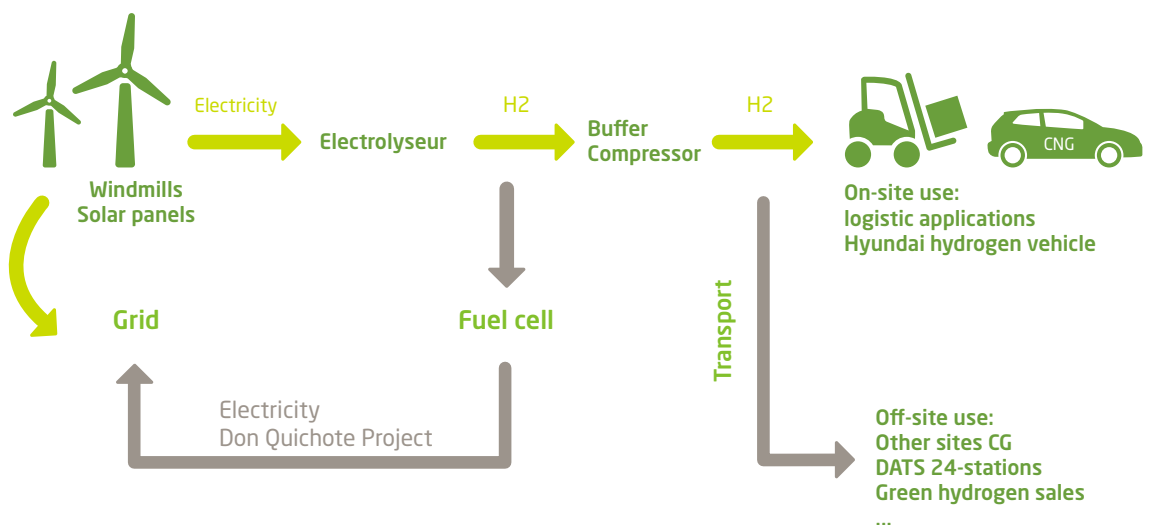 Electricity
H2
H2
Electrolyseur
Buffer
Compressor
CNG
Windmills
Solar panels
On-site use:
logistic applications
Hyundai hydrogen vehicle
Grid
Fuel cell
Transport
Electricity
Don Quichote Project
Off-site use:
Other sites CG
DATS 24-stations
Green hydrogen sales
...